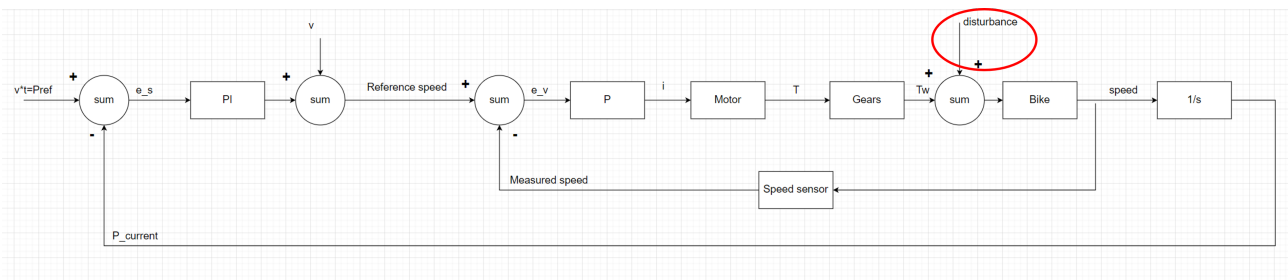 v
disturbance
+
+
+
+
+
v*t=Pref
sum
e_s
PI
sum
Reference speed
sum
e_v
P
i
Motor
T
Gears
Tw
sum
Bike
speed
1/s
-
-
Measured speed
Speed sensor
P_current